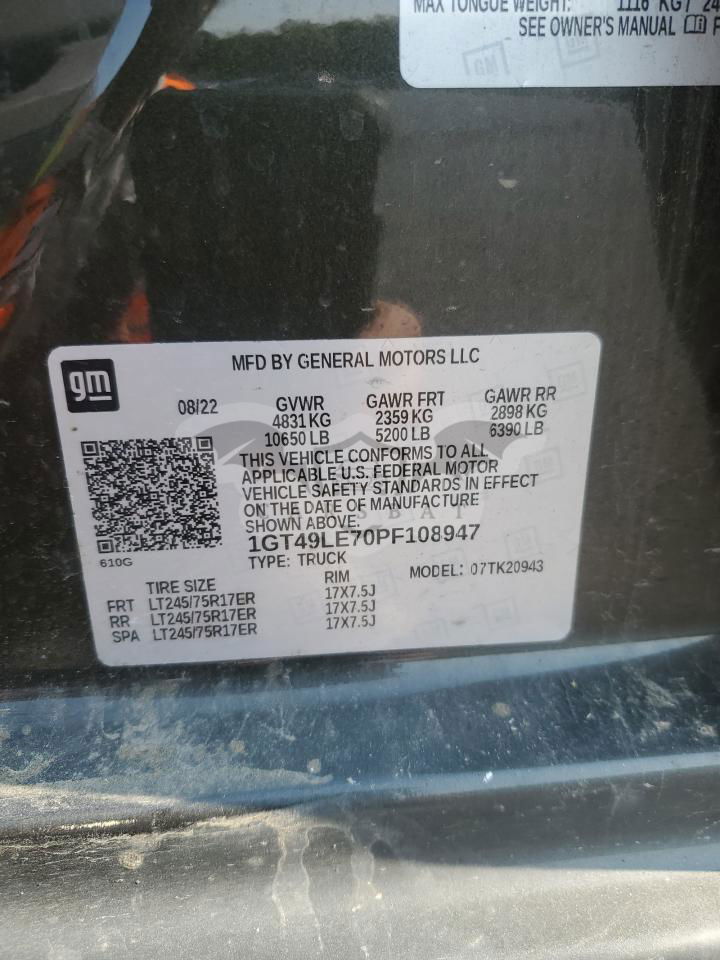 MAX TONGUE WEIGHT: 1116 KG
SEE OWNER'S MANUAL
gm
MFD BY GENERAL MOTORS LLC
08/22
GVWR GAWR FRT GAWR RR
4831 KG 2359 KG 2898 KG
10650 LB 5200 LB 6390 LB
THIS VEHICLE CONFORMS TO ALL
APPLICABLE U.S. FEDERAL MOTOR
VEHICLE SAFETY STANDARDS IN EFFECT
ON THE DATE OF MANUFACTURE
SHOWN ABOVE.
1GT49LE70PF108947
610G
TYPE: TRUCK MODEL: 07TK20943
TIRE SIZE RIM
FRT LT245/75R17ER 17X7.5J
RR LT245/75R17ER 17X7.5J
SPA LT245/75R17ER 17X7.5J